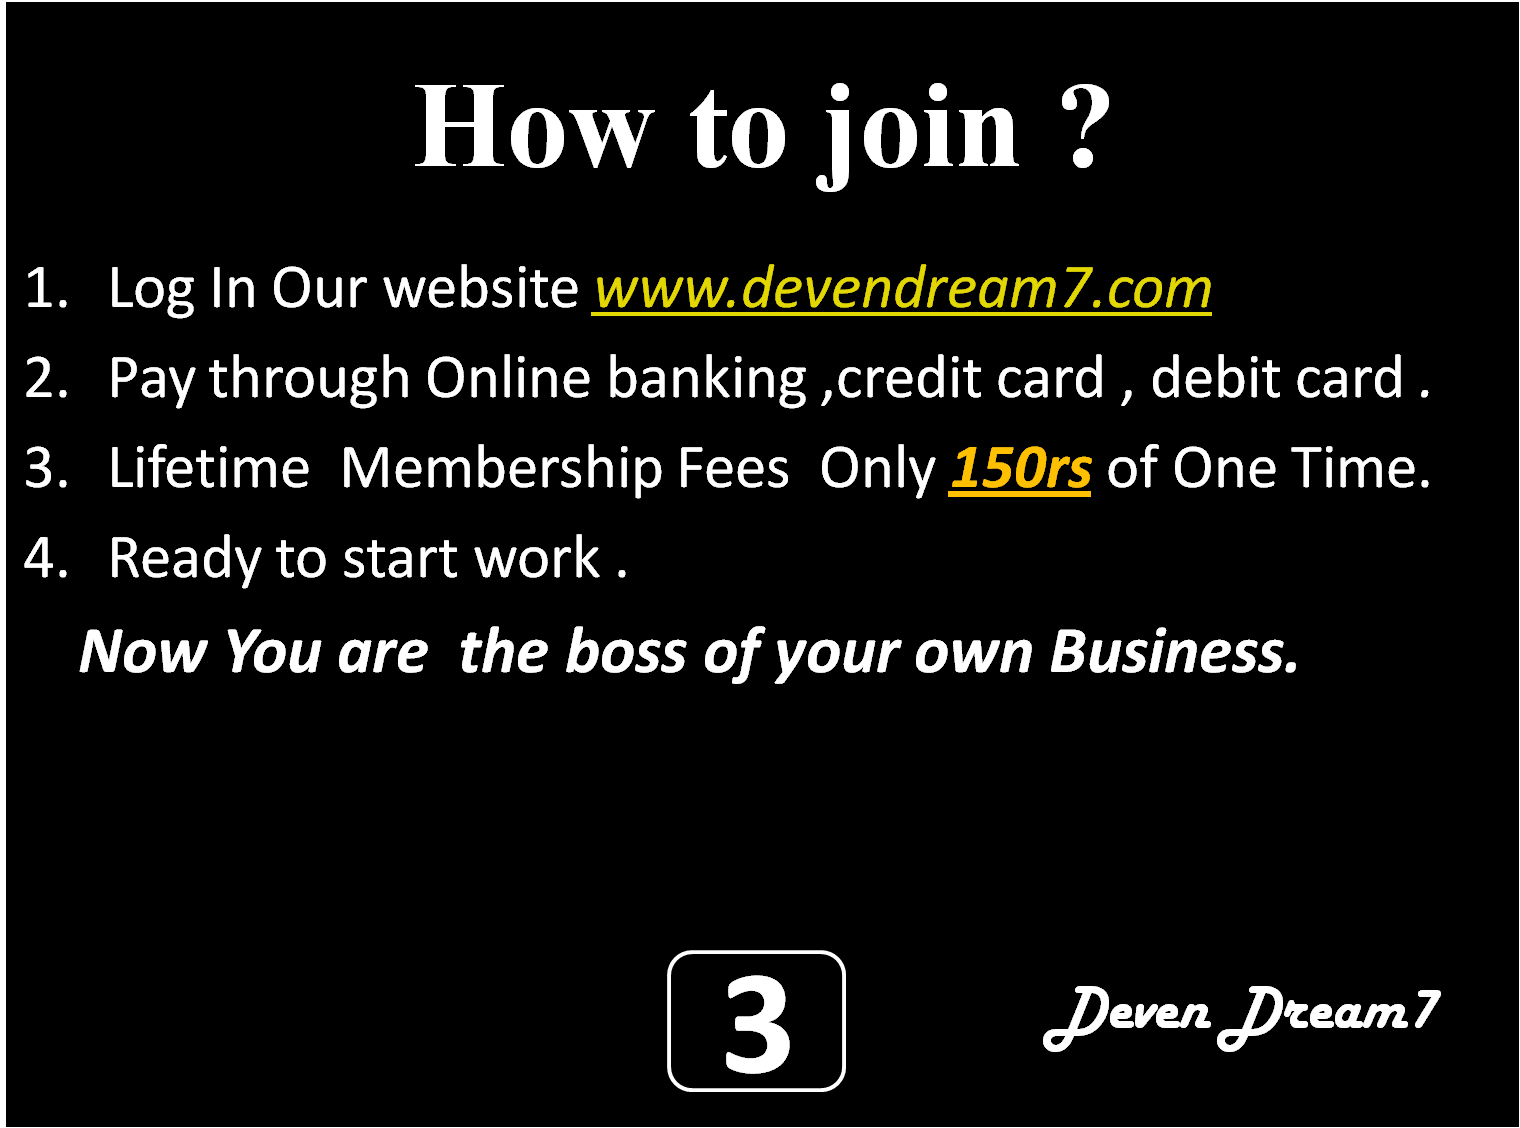 How to join ?
1. Log In Our website www.devendream7.com
2. Pay through Online banking ,credit card , debit card .
3. Lifetime  Membership Fees  Only 150rs of One Time.
4. Ready to start work .
Now You are  the boss of your own Business.
3
Deven Dream7